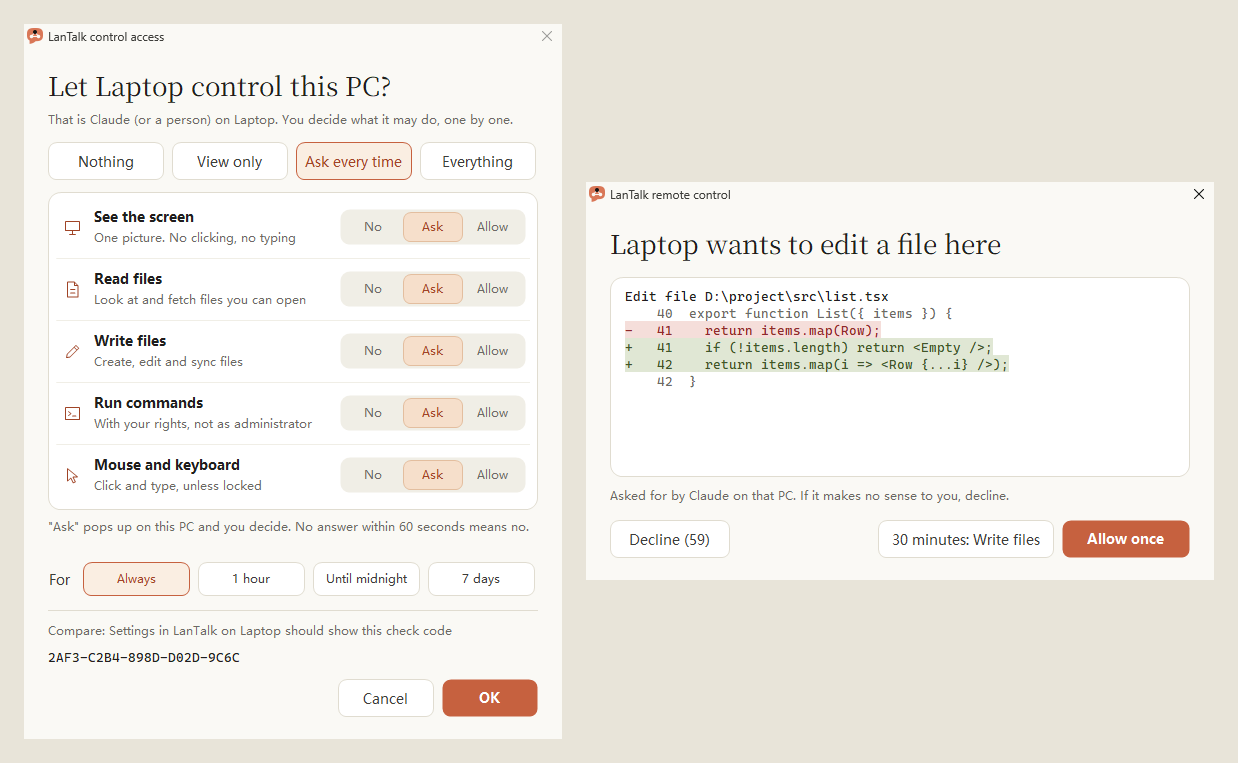 LanTalk control access
Let Laptop control this PC?
That is Claude (or a person) on Laptop. You decide what it may do, one by one.
Nothing View only Ask every time Everything
See the screen
One picture. No clicking, no typing
No Ask Allow
Read files
Look at and fetch files you can open
No Ask Allow
Write files
Create, edit and sync files
No Ask Allow
Run commands
With your rights, not as administrator
No Ask Allow
Mouse and keyboard
Click and type, unless locked
No Ask Allow
"Ask" pops up on this PC and you decide. No answer within 60 seconds means no.
For Always 1 hour Until midnight 7 days
Compare: Settings in LanTalk on Laptop should show this check code
2AF3-C2B4-898D-D02D-9C6C
Cancel OK
LanTalk remote control
Laptop wants to edit a file here
Edit file D:\project\src\list.tsx
40 export function List({ items }) {
- 41 return items.map(Row);
+ 41 if (!items.length) return <Empty />;
+ 42 return items.map(i => <Row {...i} />);
42 }
Asked for by Claude on that PC. If it makes no sense to you, decline.
Decline (59) 30 minutes: Write files Allow once